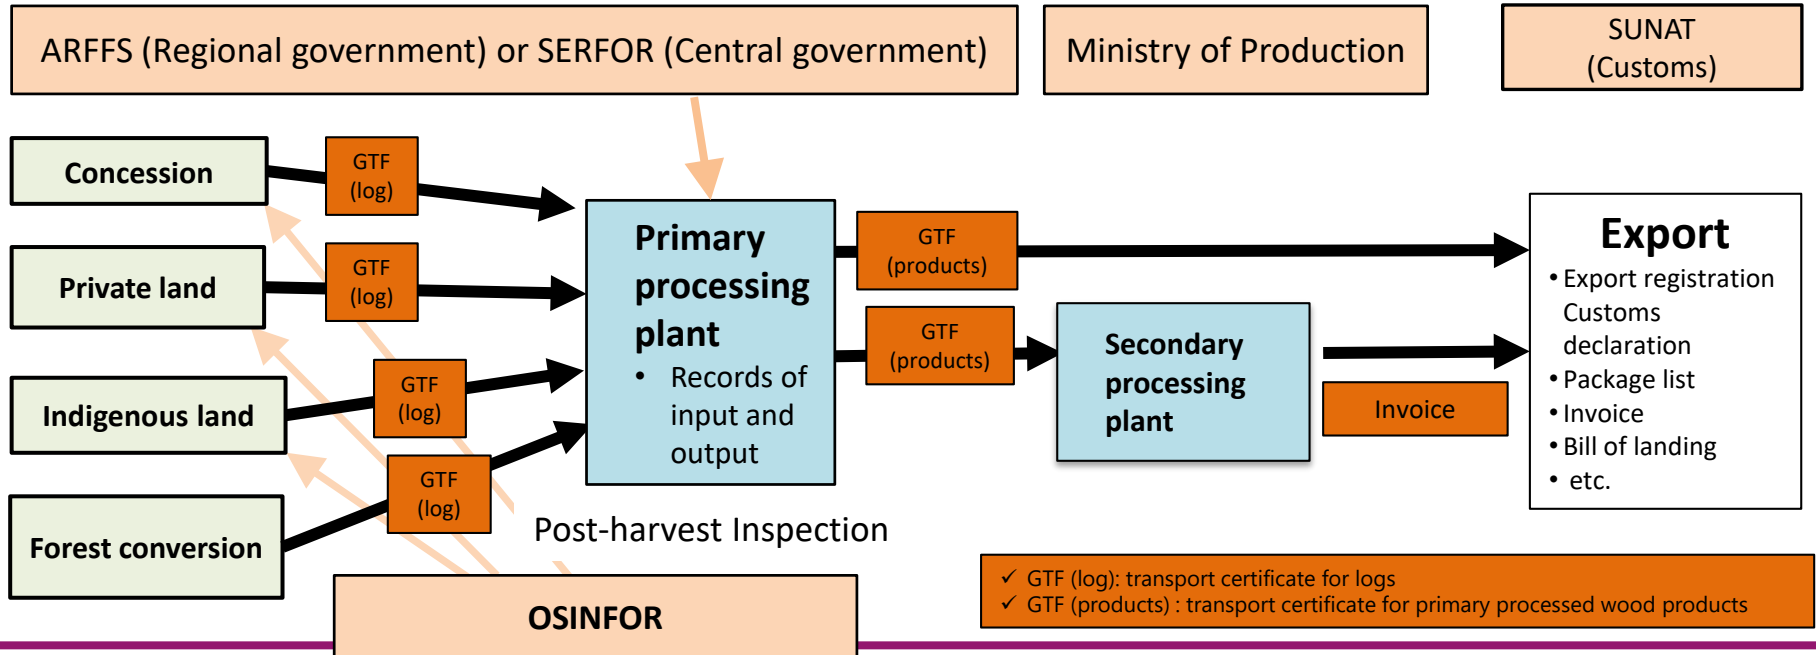 ARFFS (Regional government) or SERFOR (Central government)
Ministry of Production
SUNAT
(Customs)
Concession
GTF
(log)
Private land
GTF
(log)
Indigenous land
GTF
(log)
Forest conversion
GTF
(log)
Primary
processing
plant
• Records of
input and
output
GTF
(products)
GTF
(products)
Secondary
processing
plant
Invoice
Export
• Export registration
Customs
declaration
• Package list
• Invoice
• Bill of landing
• etc.
Post-harvest Inspection
OSINFOR
✓ GTF (log): transport certificate for logs
✓ GTF (products) : transport certificate for primary processed wood products